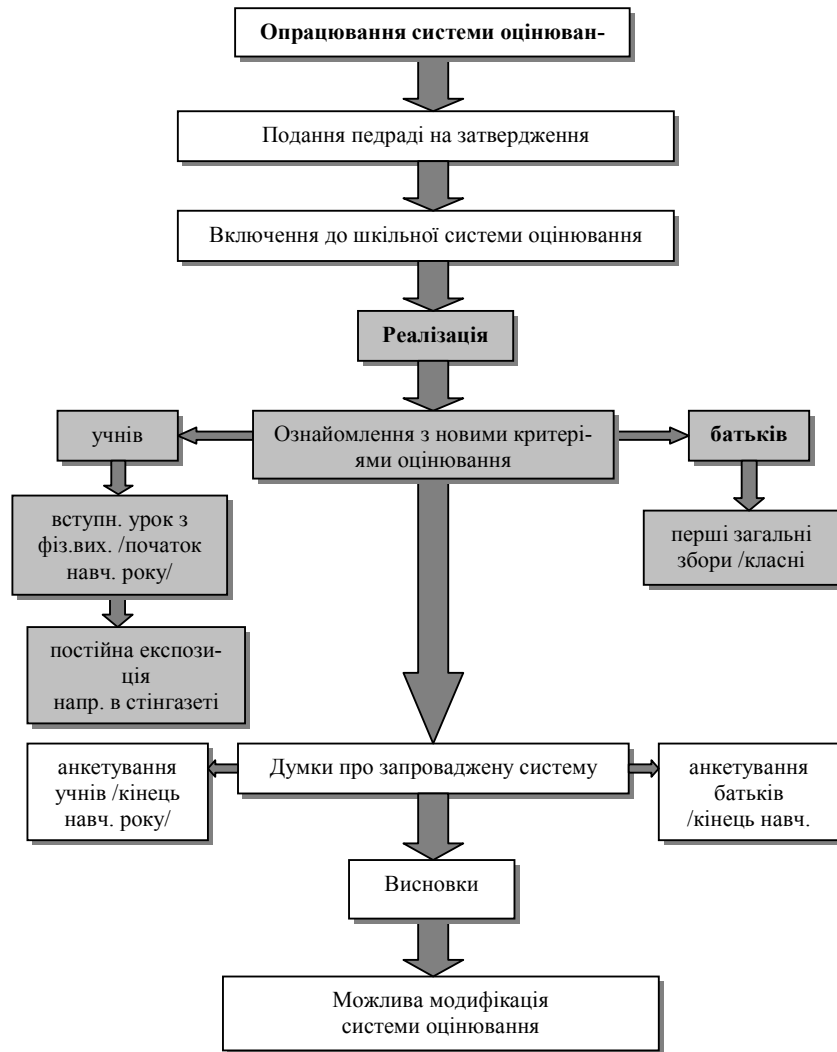 Опрацювання системи оцінюван-
Подання педраді на затвердження
Включення до шкільної системи оцінювання
Реалізація
учнів
Ознайомлення з новими критері-
ями оцінювання
батьків
вступн. урок з
фіз.вих. /початок
навч. року/
перші загальні
збори /класні
постійна експози-
ція
напр. в стінгазеті
анкетування
учнів /кінець
навч. року/
Думки про запроваджену систему
анкетування
батьків
/кінець навч.
Висновки
Можлива модифікація
системи оцінювання